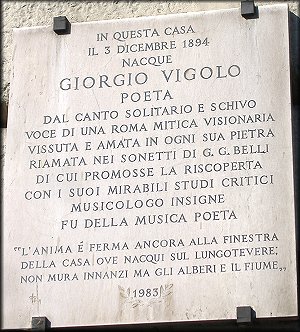 IN QUESTA CASA
IL 3 DICEMBRE 1894
NACQUE
GIORGIO VIGOLO
POETA
DAL CANTO SOLITARIO E SCHIVO
VOCE DI UNA ROMA MITICA VISIONARIA
VISSUTA E AMATA IN OGNI SUA PIETRA
RIAMATA NEI SONETTI DI G. G. BELLI
DI CUI PROMOSSE LA RISCOPERTA
CON I SUOI MIRABILI STUDI CRITICI
MUSICOLOGO INSIGNE
FU DELLA MUSICA POETA
"L'ANIMA É FERMA ANCORA ALLA FINESTRA
DELLA CASA OVE NACQUI SUL LUNGOTEVERE;
NON MURA INNANZI MA GLI ALBERI E IL FIUME„
1983